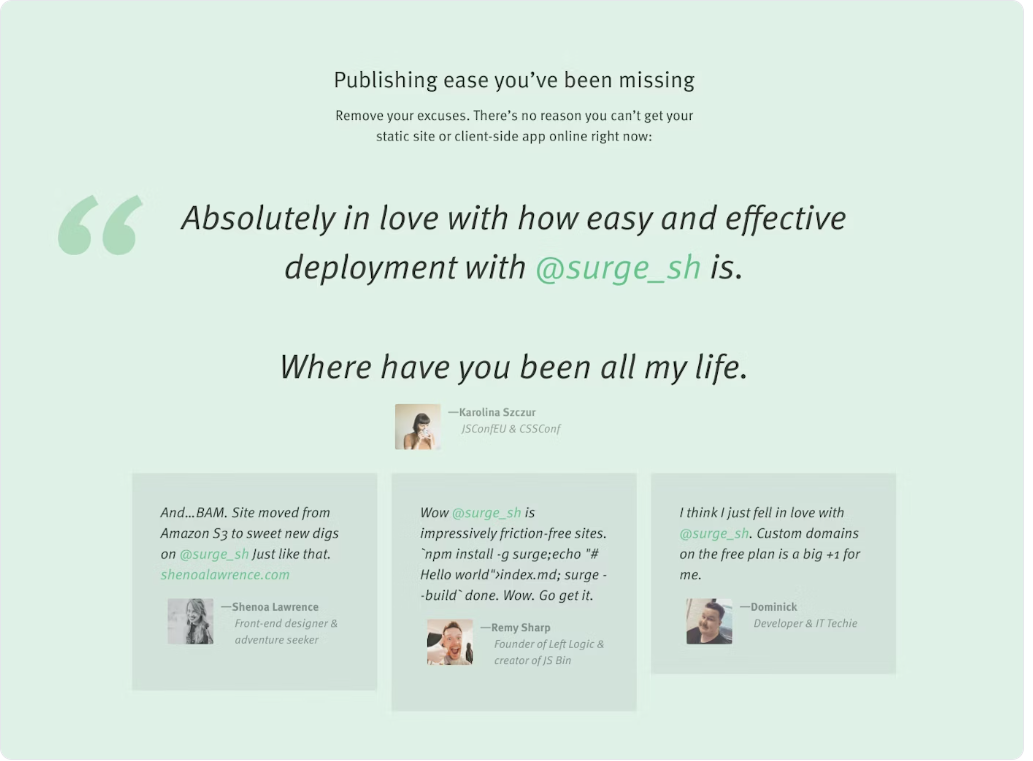 Publishing ease you’ve been missing
Remove your excuses. There’s no reason you can’t get your
static site or client-side app online right now:
“
Absolutely in love with how easy and effective
deployment with @surge_sh is.
Where have you been all my life.
—Karolina Szczur
JSConfEU & CSSConf
And...BAM. Site moved from
Amazon S3 to sweet new digs
on @surge_sh Just like that.
shenoalawrence.com
—Shenoa Lawrence
Front-end designer &
adventure seeker
Wow @surge_sh is
impressively friction-free sites.
`npm install -g surge;echo "#
Hello world">index.md; surge -
-build` done. Wow. Go get it.
—Remy Sharp
Founder of Left Logic &
creator of JS Bin
I think I just fell in love with
@surge_sh. Custom domains
on the free plan is a big +1 for
me.
—Dominick
Developer & IT Techie